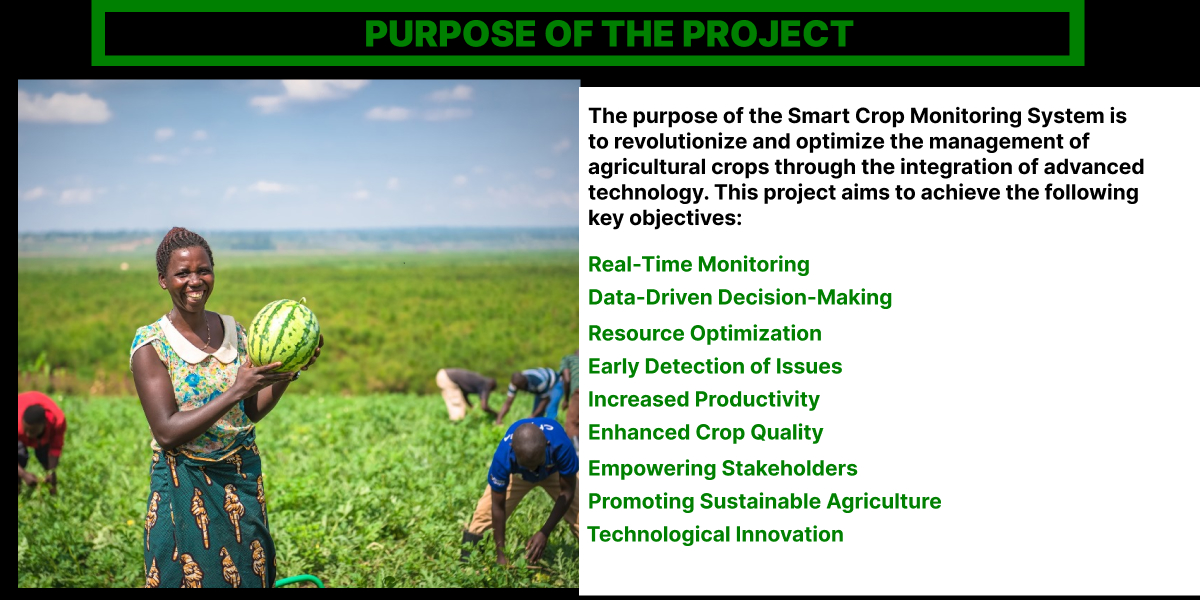 PURPOSE OF THE PROJECT
The purpose of the Smart Crop Monitoring System is
to revolutionize and optimize the management of
agricultural crops through the integration of advanced
technology. This project aims to achieve the following
key objectives:
Real-Time Monitoring
Data-Driven Decision-Making
Resource Optimization
Early Detection of Issues
Increased Productivity
Enhanced Crop Quality
Empowering Stakeholders
Promoting Sustainable Agriculture
Technological Innovation